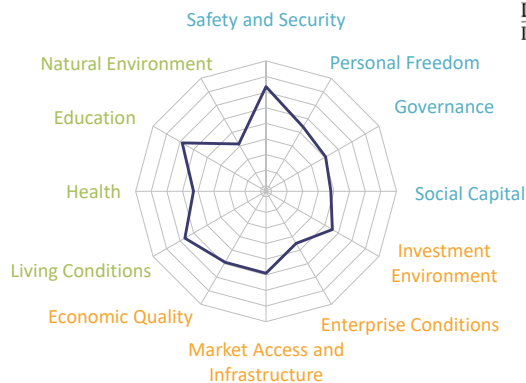 Safety and Security
Natural Environment
Personal Freedom
Education
Governance
Health
Social Capital
Investment
Environment
Living Conditions
Economic Quality
Enterprise Conditions
Market Access and
Infrastructure